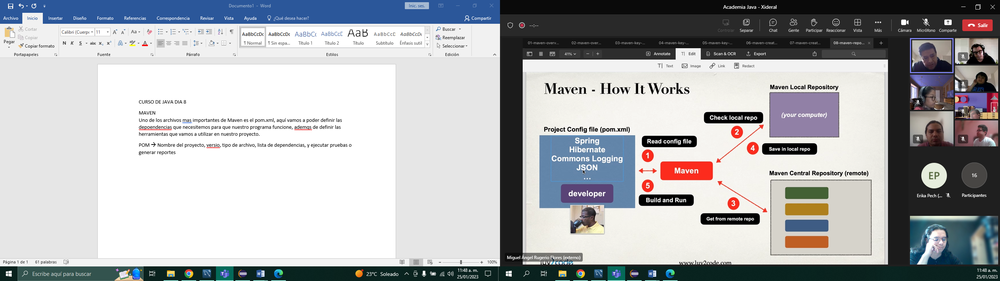 Documento1 - Word
Inic. ses.
Archivo Inicio Insertar Diseño Formato Referencias Correspondencia Revisar Vista Ayuda ¿Qué desea hacer? Compartir
Pegar
Cortar
Copiar
Copiar formato
Portapapeles
Calibri (Cuerpo 11
N K S abc x₂ x²
Fuente
Párrafo
AaBbCcDc AaBbCcDc AaBbCc AaBbCcD AaB AaBbCcD AaBbCcDc
¶ Normal ¶ Sin espa... Título 1 Título 2 Título Subtítulo Énfasis sutil
Estilos
Buscar
Reemplazar
Seleccionar
Edición
CURSO DE JAVA DIA 8
MAVEN
Uno de los archivos mas importantes de Maven es el pom.xml, aquí vamos a poder definir las
depoendencias que necesitemos para que nuestro programa funcione, ademqs de definir las
herramientas que vamos a utilizar en nuestro proyecto.
POM → Nombre del proyecto, versio, tipo de archivo, lista de dependencias, y ejecutar pruebas o
generar reportes
Página 1 de 1 61 palabras
100%
Escribe aquí para buscar
23°C Soleado
11:48 a. m.
25/01/2023
Academia Java - Xideral
--:--
Controlar Separar Chat Gente Participar Reaccionar Vista Más Cámara Micrófono Comparte Salir
01-maven-overv... 02-maven-over... 03-maven-key-... 04-maven-key-... 05-maven-key-... 06-maven-creat... 07-maven-creat... 08-maven-repo...
41% Annotate Edit Scan & OCR Export
Text Image Link Redact
Maven - How It Works
Maven Local Repository
(your computer)
Check local repo
2
Project Config file (pom.xml)
Spring
Hibernate
Commons Logging
JSON
...
developer
Read config file
1
4
Save in local repo
Maven
5
Build and Run
Maven Central Repository (remote)
3
Get from remote repo
luv2code
www.luv2code.com
Miguel Ángel Rugerio Flores (externo)
EP
Erika Pech (...
16
Participantes
11:48 a. m.
25/01/2023